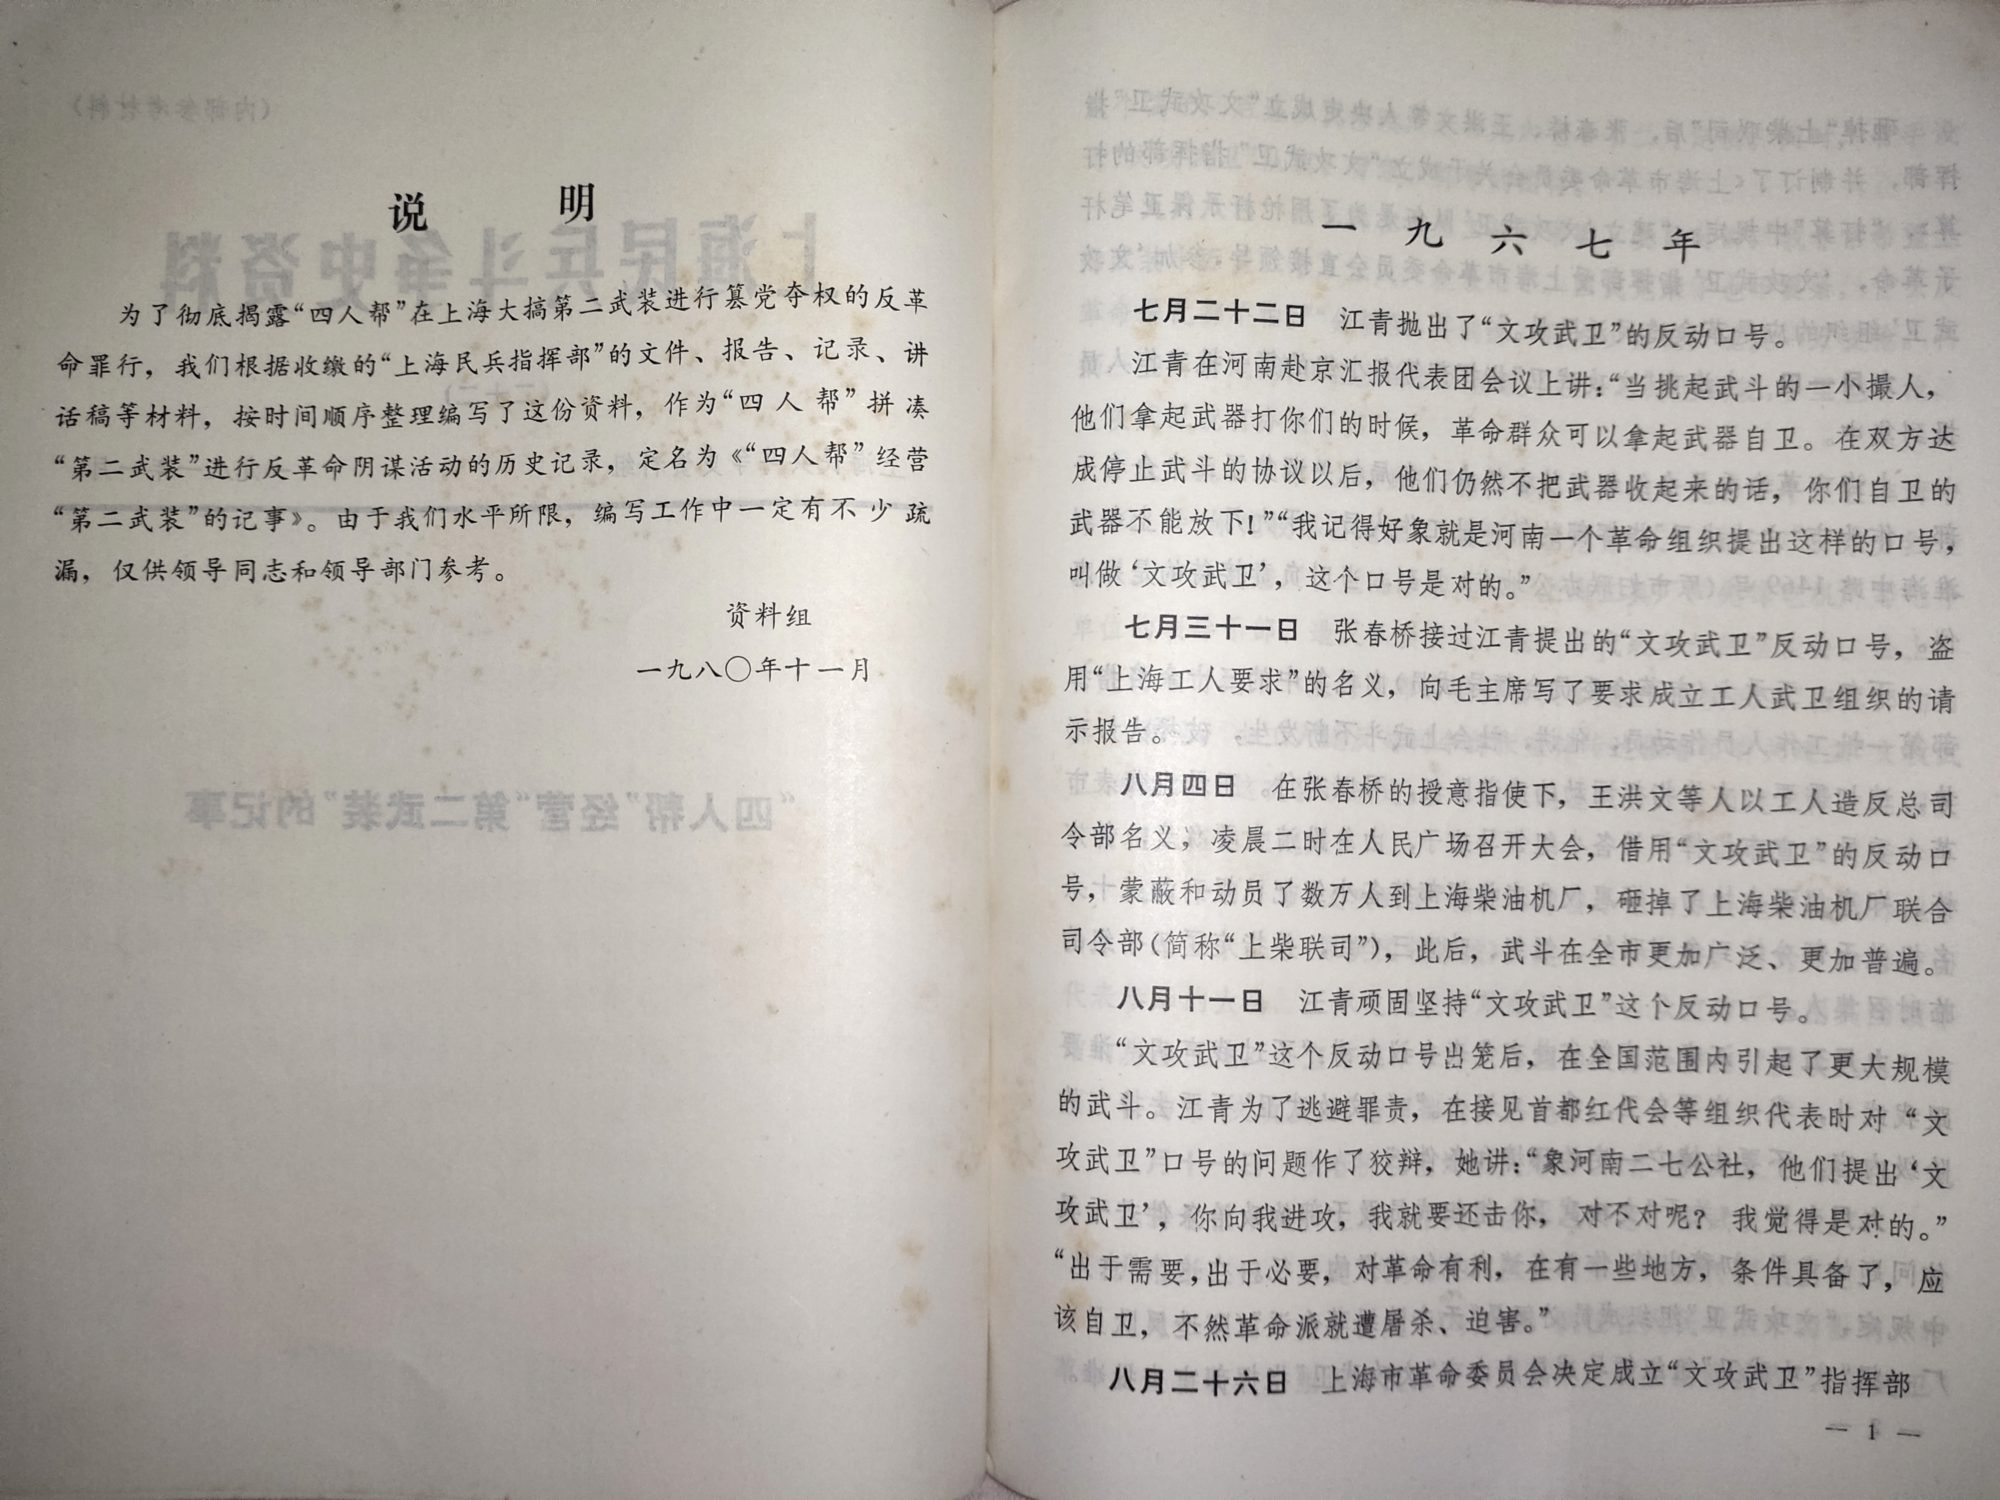 说明
为了彻底揭露“四人帮”在上海大搞第二武装进行篡党夺权的反革
命罪行，我们根据收缴的“上海民兵指挥部”的文件、报告、记录、讲
话稿等材料，按时间顺序整理编写了这份资料，作为“四人帮”拼凑
“第二武装”进行反革命阴谋活动的历史记录，定名为《“四人帮”经营
“第二武装”的记事》。由于我们水平所限，编写工作中一定有不少疏
漏，仅供领导同志和领导部门参考。
资料组
一九八〇年十一月
一九六七年
七月二十二日　江青抛出了“文攻武卫”的反动口号。
江青在河南赴京汇报代表团会议上讲：“当挑起武斗的一小撮人，
他们拿起武器打你们的时候，革命群众可以拿起武器自卫。在双方达
成停止武斗的协议以后，他们仍然不把武器收起来的话，你们自卫的
武器不能放下！”“我记得好象就是河南一个革命组织提出这样的口号，
叫做‘文攻武卫’，这个口号是对的。”
七月三十一日　张春桥接过江青提出的“文攻武卫”反动口号，盗
用“上海工人要求”的名义，向毛主席写了要求成立工人武卫组织的请
示报告。
八月四日　在张春桥的授意指使下，王洪文等人以工人造反总司
令部名义，凌晨二时在人民广场召开大会，借用“文攻武卫”的反动口
号，蒙蔽和动员了数万人到上海柴油机厂，砸掉了上海柴油机厂联合
司令部（简称“上柴联司”），此后，武斗在全市更加广泛、更加普遍。
八月十一日　江青顽固坚持“文攻武卫”这个反动口号。
“文攻武卫”这个反动口号出笼后，在全国范围内引起了更大规模
的武斗。江青为了逃避罪责，在接见首都红代会等组织代表时对“文
攻武卫”口号的问题作了狡辩，她讲：“象河南二七公社，他们提出‘文
攻武卫’，你向我进攻，我就要还击你，对不对呢？我觉得是对的。”
“出于需要，出于必要，对革命有利，在有一些地方，条件具备了，应
该自卫，不然革命派就遭屠杀、迫害。”
八月二十六日　上海市革命委员会决定成立“文攻武卫”指挥部
— 1 —